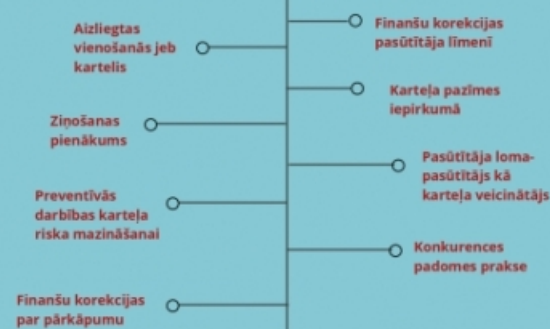 Aizliegtas
vienošanās jeb
kartelis
Finanšu korekcijas
pasūtītāja līmenī
Ziņošanas
pienākums
Karteļa pazīmes
iepirkumā
Preventīvās
darbības karteļa
riska mazināšanai
Pasūtītāja loma-
pasūtītājs kā
karteļa veicinātājs
Finanšu korekcijas
par pārkāpumu
Konkurences
padomes prakse